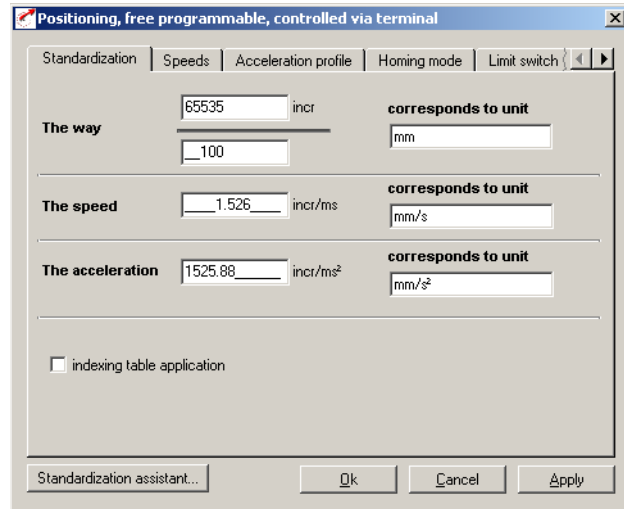 Positioning, free programmable, controlled via terminal
Standardization Speeds Acceleration profile Homing mode Limit switch
65535 incr corresponds to unit
The way mm
__100
corresponds to unit
The speed ____1.526____ incr/ms mm/s
corresponds to unit
The acceleration 1525.88______ incr/ms² mm/s²
indexing table application
Standardization assistant... Ok Cancel Apply